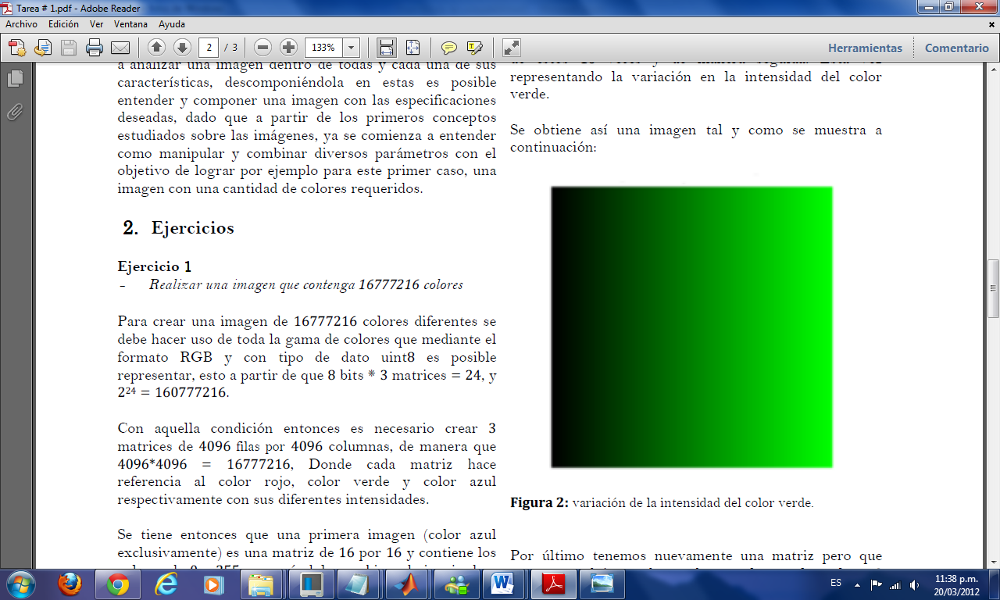 Tarea # 1.pdf - Adobe Reader
Archivo Edición Ver Ventana Ayuda
2 / 3 133% Herramientas Comentario
a analizar una imagen dentro de todas y cada una de sus
características, descomponiéndola en estas es posible
entender y componer una imagen con las especificaciones
deseadas, dado que a partir de los primeros conceptos
estudiados sobre las imágenes, ya se comienza a entender
como manipular y combinar diversos parámetros con el
objetivo de lograr por ejemplo para este primer caso, una
imagen con una cantidad de colores requeridos.
2. Ejercicios
Ejercicio 1
- Realizar una imagen que contenga 16777216 colores
Para crear una imagen de 16777216 colores diferentes se
debe hacer uso de toda la gama de colores que mediante el
formato RGB y con tipo de dato uint8 es posible
representar, esto a partir de que 8 bits * 3 matrices = 24, y
2²⁴ = 160777216.
Con aquella condición entonces es necesario crear 3
matrices de 4096 filas por 4096 columnas, de manera que
4096*4096 = 16777216, Donde cada matriz hace
referencia al color rojo, color verde y color azul
respectivamente con sus diferentes intensidades.
Se tiene entonces que una primera imagen (color azul
exclusivamente) es una matriz de 16 por 16 y contiene los
representando la variación en la intensidad del color
verde.
Se obtiene así una imagen tal y como se muestra a
continuación:
Figura 2: variación de la intensidad del color verde.
Por último tenemos nuevamente una matriz pero que
ES 11:38 p.m.
20/03/2012